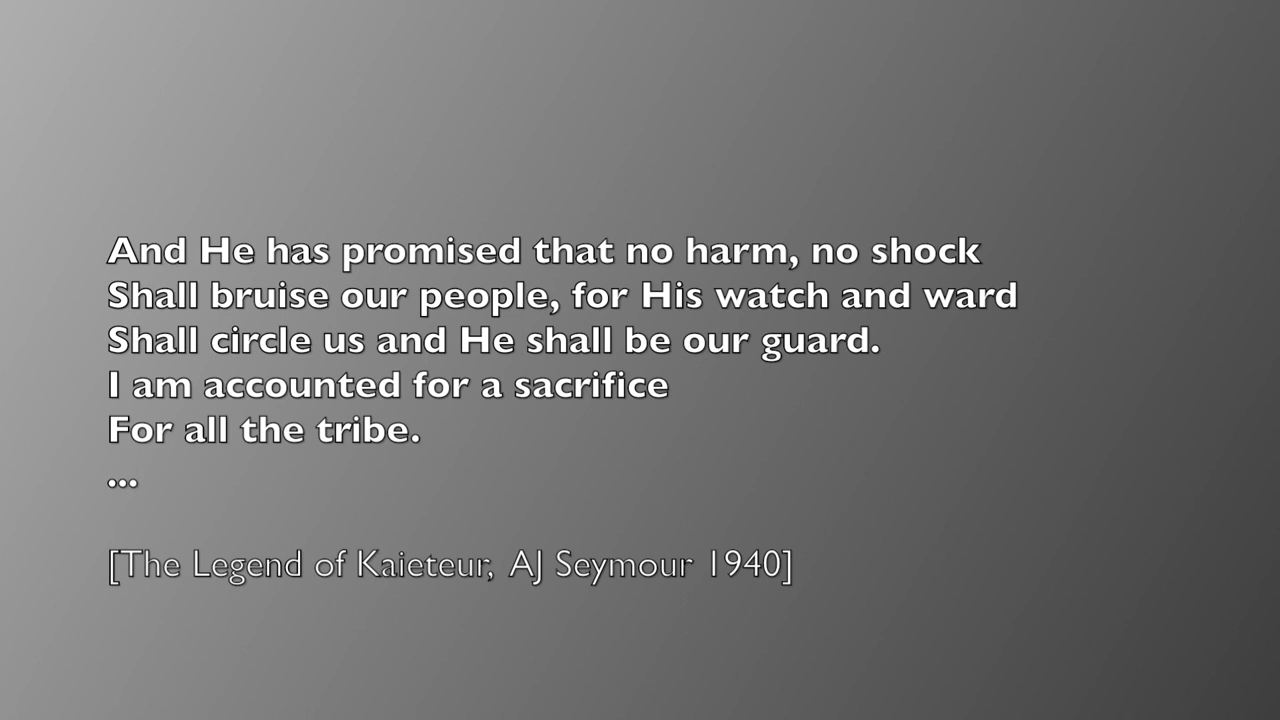 And He has promised that no harm, no shock
Shall bruise our people, for His watch and ward
Shall circle us and He shall be our guard.
I am accounted for a sacrifice
For all the tribe.
...
[The Legend of Kaieteur, AJ Seymour 1940]